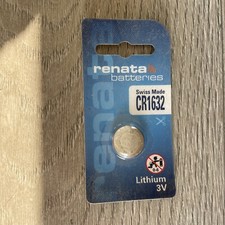 renata
batteries
Swiss Made
CR1632
Lithium
3V